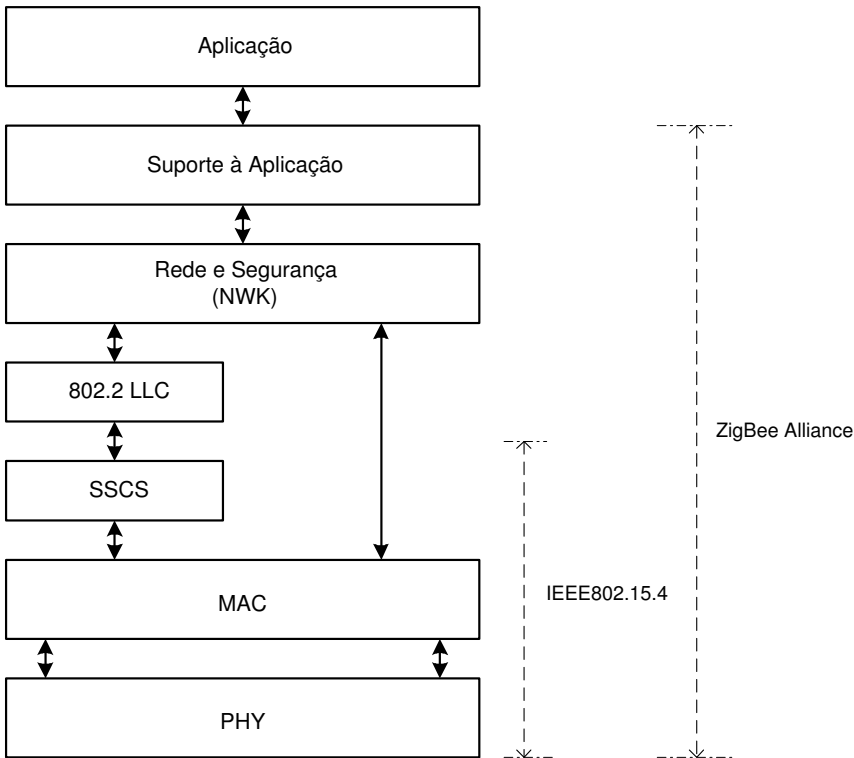 Aplicação
Suporte à Aplicação
Rede e Segurança
(NWK)
802.2 LLC
ZigBee Alliance
SSCS
IEEE802.15.4
MAC
PHY